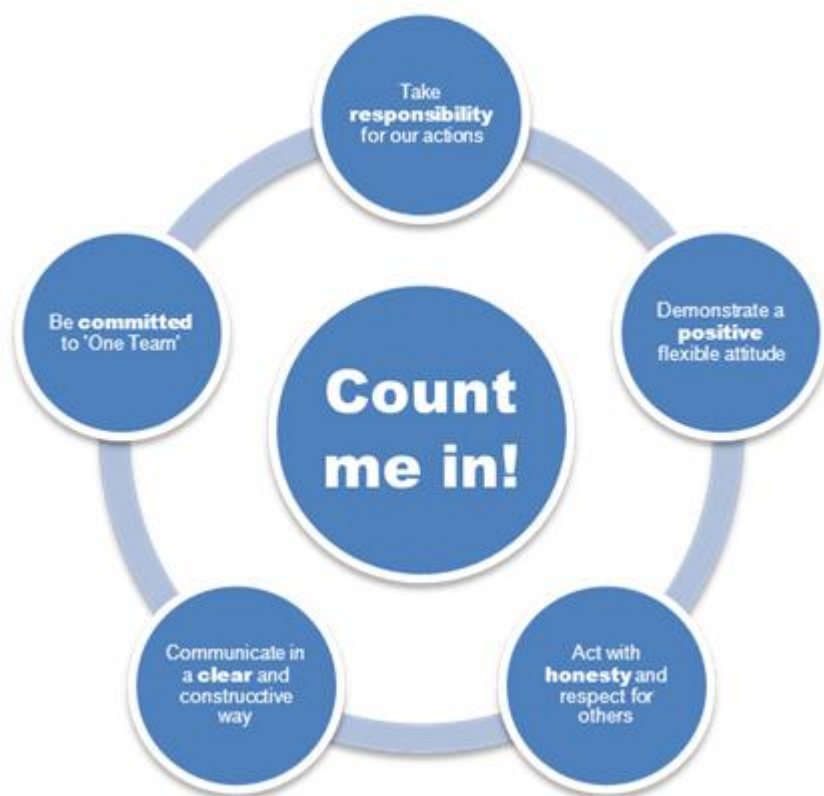 Take
responsibility
for our actions
Demonstrate a
positive
flexible attitude
Act with
honesty and
respect for
others
Communicate in
a clear and
construcctive
way
Be committed
to 'One Team'
Count
me in!